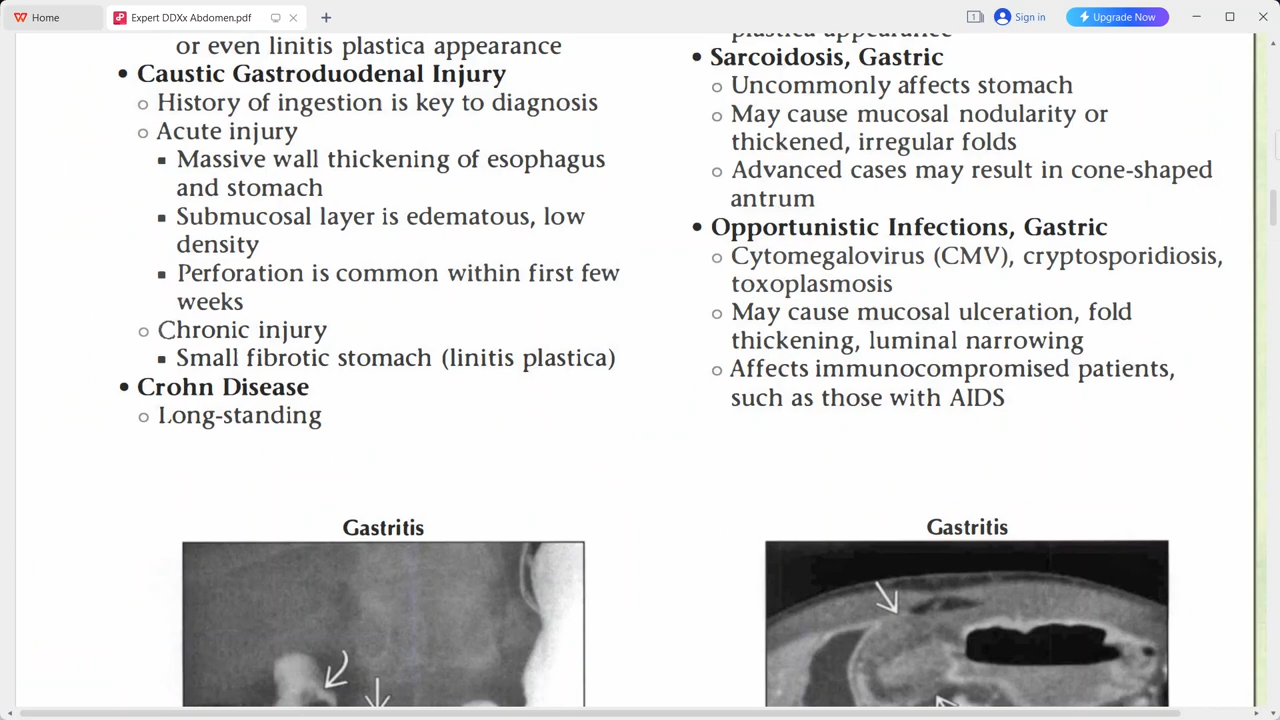 Home
Expert DDXx Abdomen.pdf
1
Sign in
Upgrade Now
or even linitis plastica appearance
• Caustic Gastroduodenal Injury
○ History of ingestion is key to diagnosis
○ Acute injury
▪ Massive wall thickening of esophagus
and stomach
▪ Submucosal layer is edematous, low
density
▪ Perforation is common within first few
weeks
○ Chronic injury
▪ Small fibrotic stomach (linitis plastica)
• Crohn Disease
○ Long-standing
plastica appearance
• Sarcoidosis, Gastric
○ Uncommonly affects stomach
○ May cause mucosal nodularity or
thickened, irregular folds
○ Advanced cases may result in cone-shaped
antrum
• Opportunistic Infections, Gastric
○ Cytomegalovirus (CMV), cryptosporidiosis,
toxoplasmosis
○ May cause mucosal ulceration, fold
thickening, luminal narrowing
○ Affects immunocompromised patients,
such as those with AIDS
Gastritis
Gastritis